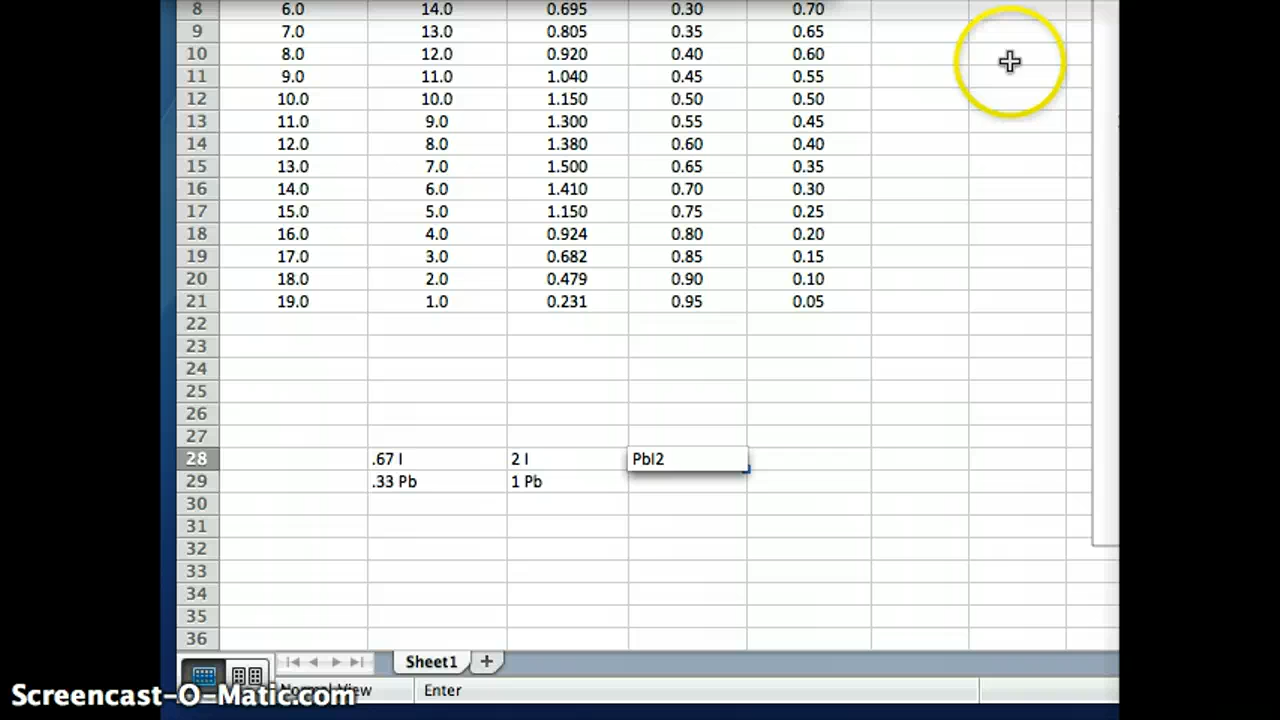 8 6.0 14.0 0.695 0.30 0.70
9 7.0 13.0 0.805 0.35 0.65
10 8.0 12.0 0.920 0.40 0.60
11 9.0 11.0 1.040 0.45 0.55
12 10.0 10.0 1.150 0.50 0.50
13 11.0 9.0 1.300 0.55 0.45
14 12.0 8.0 1.380 0.60 0.40
15 13.0 7.0 1.500 0.65 0.35
16 14.0 6.0 1.410 0.70 0.30
17 15.0 5.0 1.150 0.75 0.25
18 16.0 4.0 0.924 0.80 0.20
19 17.0 3.0 0.682 0.85 0.15
20 18.0 2.0 0.479 0.90 0.10
21 19.0 1.0 0.231 0.95 0.05
22
23
24
25
26
27
28 .67 I 2 I PbI2
29 .33 Pb 1 Pb
30
31
32
33
34
35
36
Sheet1
Normal View Enter
Screencast-O-Matic.com